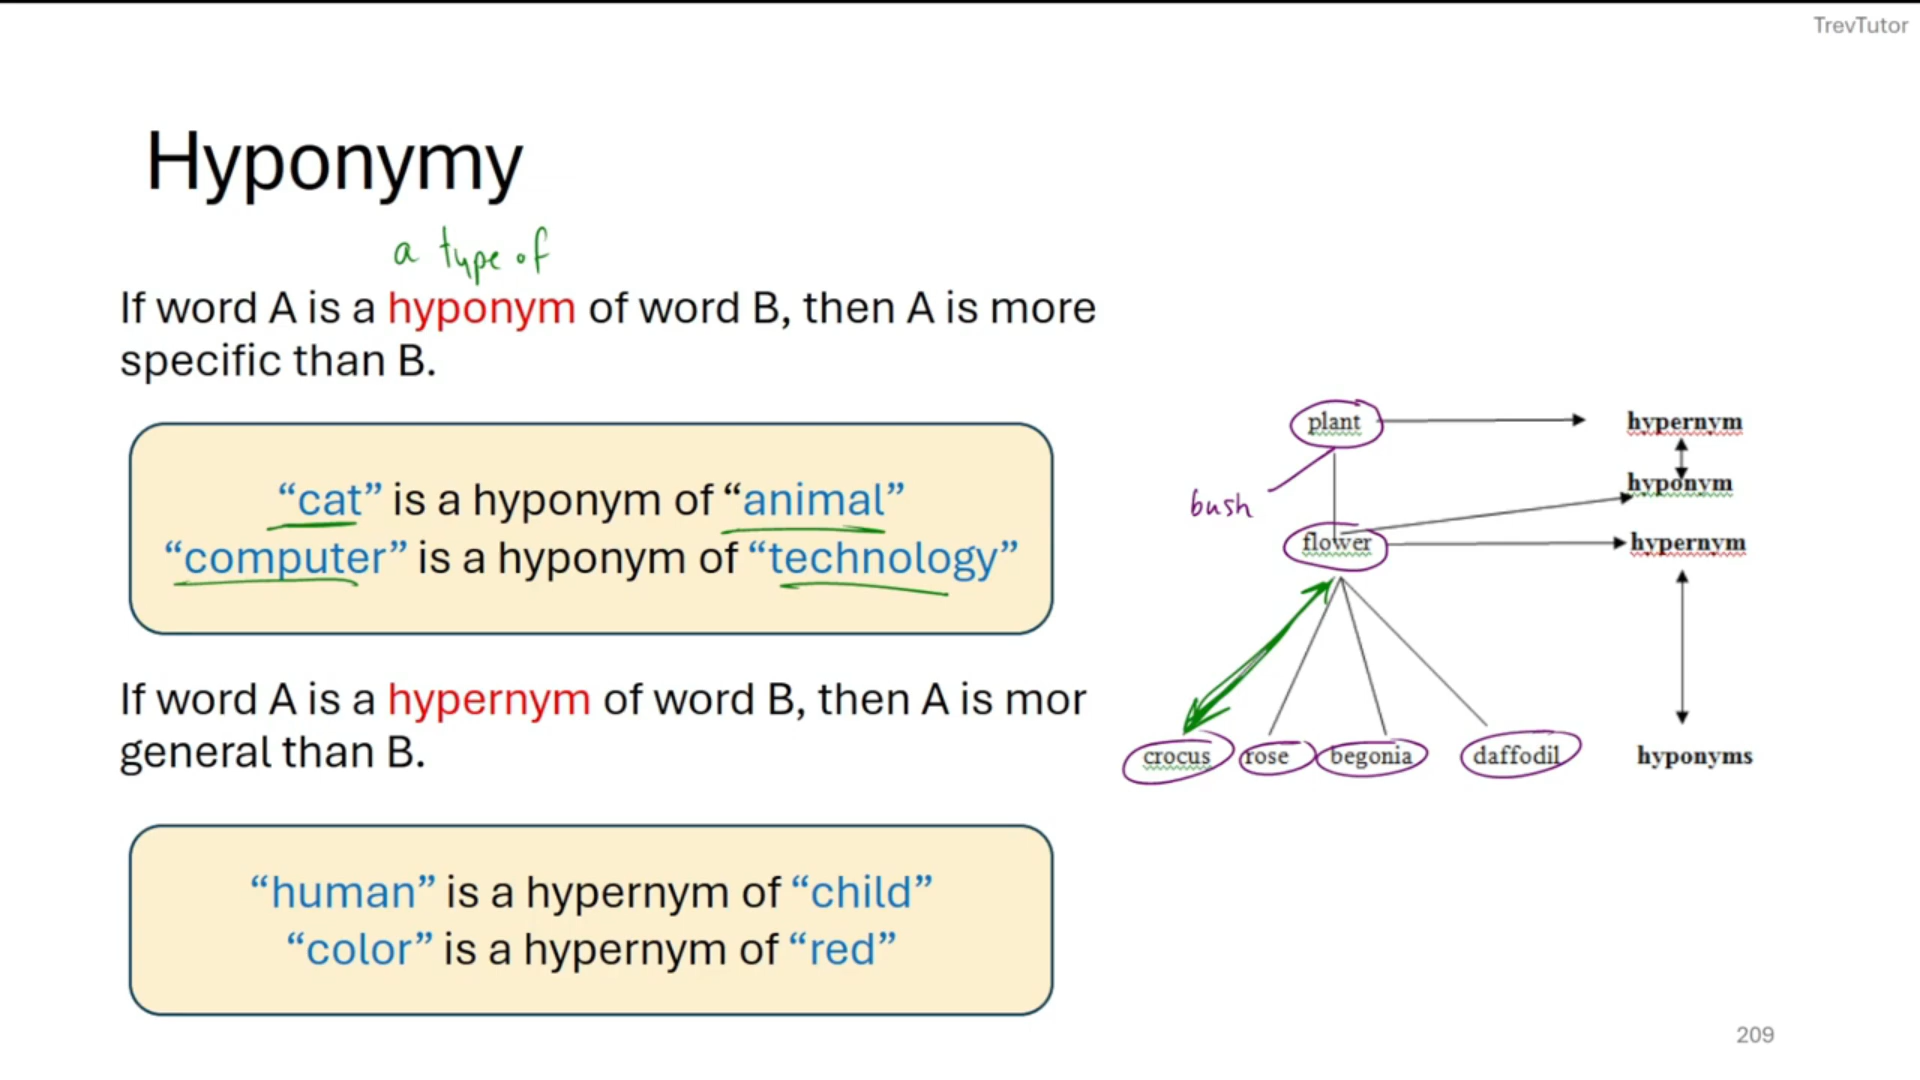 TrevTutor
Hyponymy
a type of
If word A is a hyponym of word B, then A is more
specific than B.
“cat” is a hyponym of “animal”
“computer” is a hyponym of “technology”
If word A is a hypernym of word B, then A is mor
general than B.
“human” is a hypernym of “child”
“color” is a hypernym of “red”
plant
hypernym
bush
hyponym
flower
hypernym
crocus rose begonia daffodil
hyponyms
209